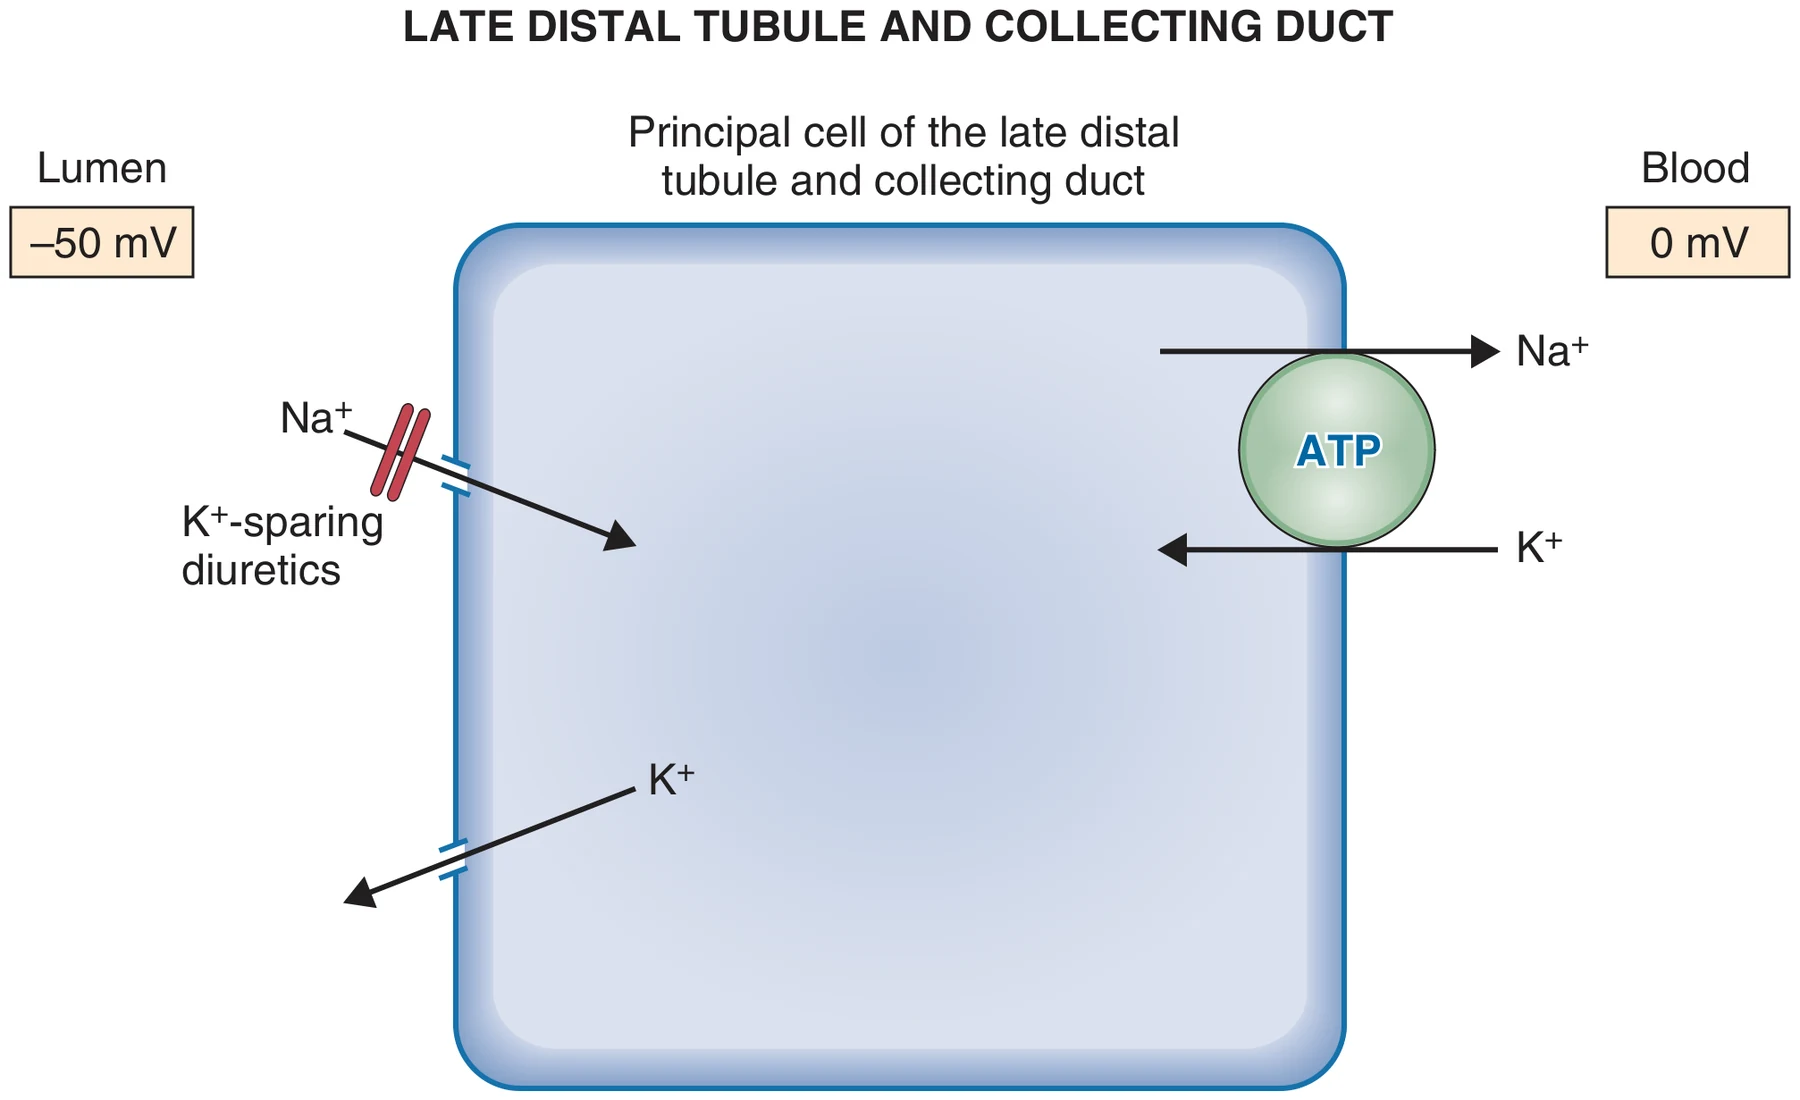 LATE DISTAL TUBULE AND COLLECTING DUCT
Principal cell of the late distal
tubule and collecting duct
Lumen
–50 mV
Blood
0 mV
Na⁺
K⁺-sparing
diuretics
Na⁺
ATP
K⁺
K⁺